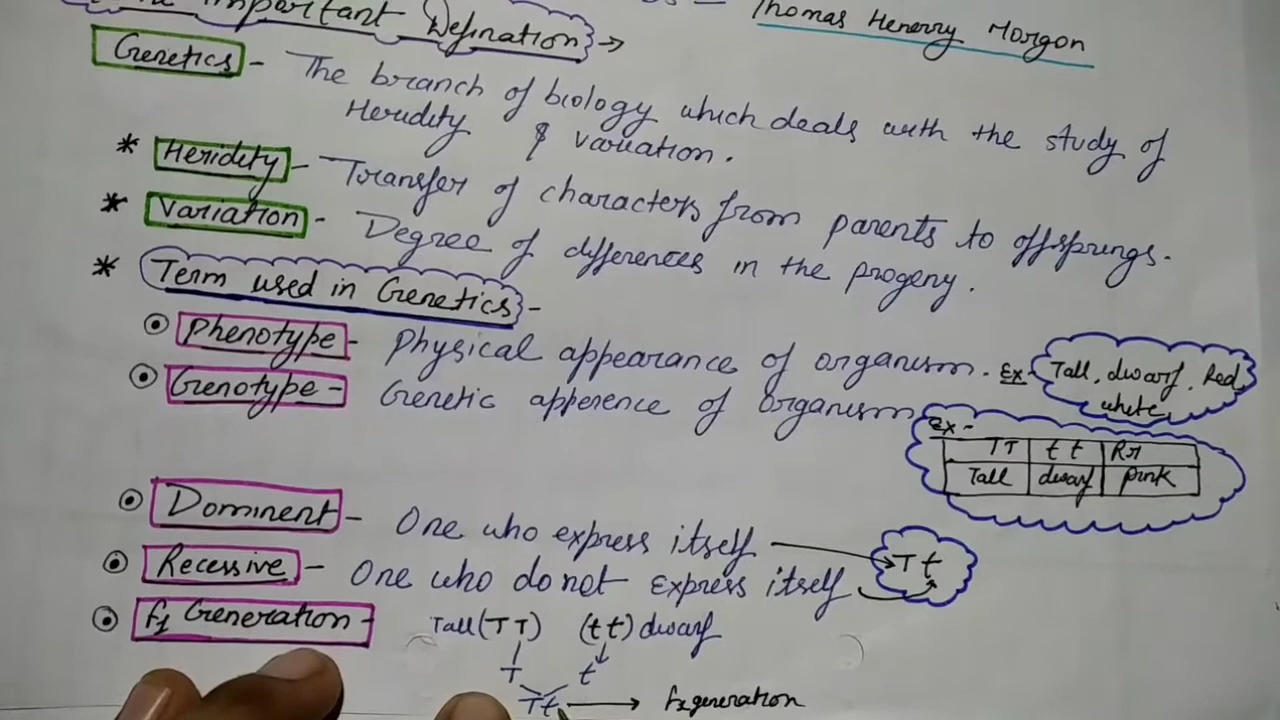 Thomas Henerry Morgon
Important Defination →
Genetics - The branch of biology which deals with the study of
Heridity & variation.
* Heridity - Transfer of characters from parents to offsprings.
* Variation - Degree of differences in the progeny.
* Term used in Genetics -
Phenotype - Physical appearance of organism. Ex- Tall, dwarf, Red,
white
Genotype - Genetic apperence of organism
Ex-
TT tt Rr
Tall dwarf pink
Dominent - One who express itself → Tt
Recessive - One who do not express itself
F1 Generation - Tall (TT) (tt) dwarf
T t
Tt → F1 generation